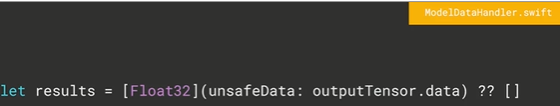 ModelDataHandler.swift
let results = [Float32](unsafeData: outputTensor.data) ?? []